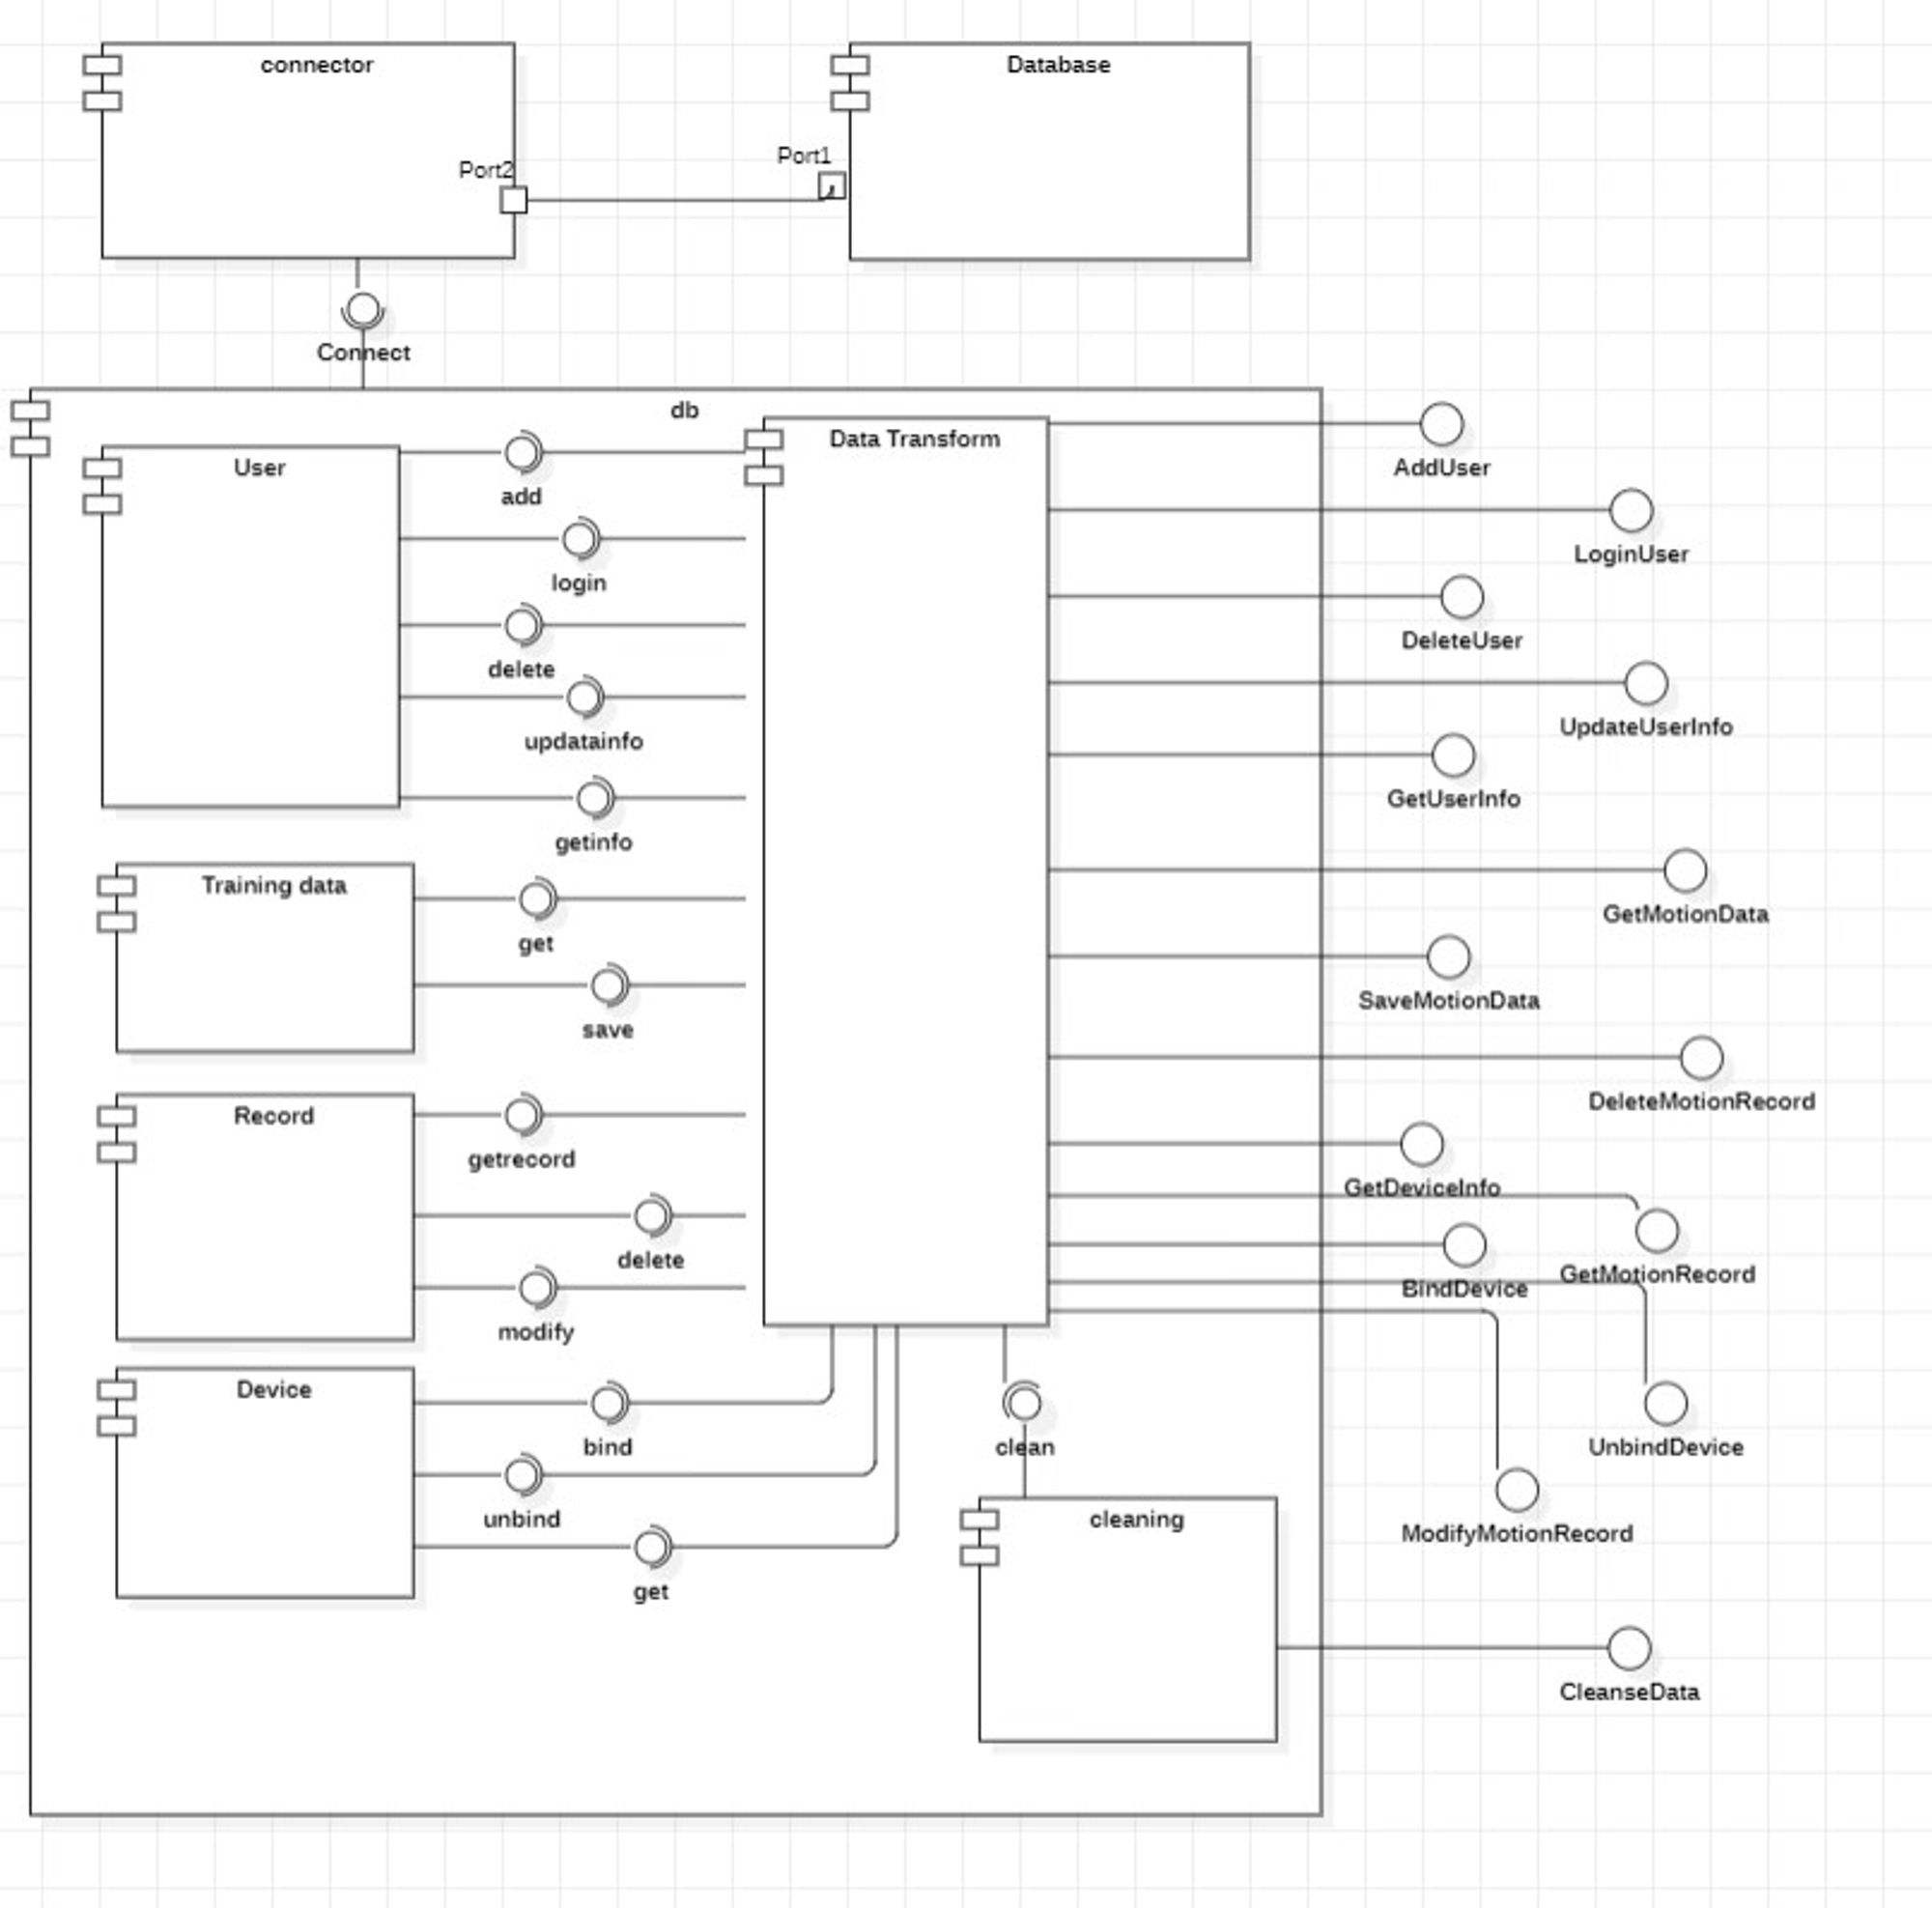 connector
Database
Port1
Port2
Connect
db
Data Transform
User
add
login
delete
updatainfo
getinfo
Training data
get
save
Record
getrecord
delete
modify
Device
bind
unbind
get
clean
cleaning
AddUser
LoginUser
DeleteUser
UpdateUserInfo
GetUserInfo
GetMotionData
SaveMotionData
DeleteMotionRecord
GetDeviceInfo
GetMotionRecord
BindDevice
UnbindDevice
ModifyMotionRecord
CleanseData